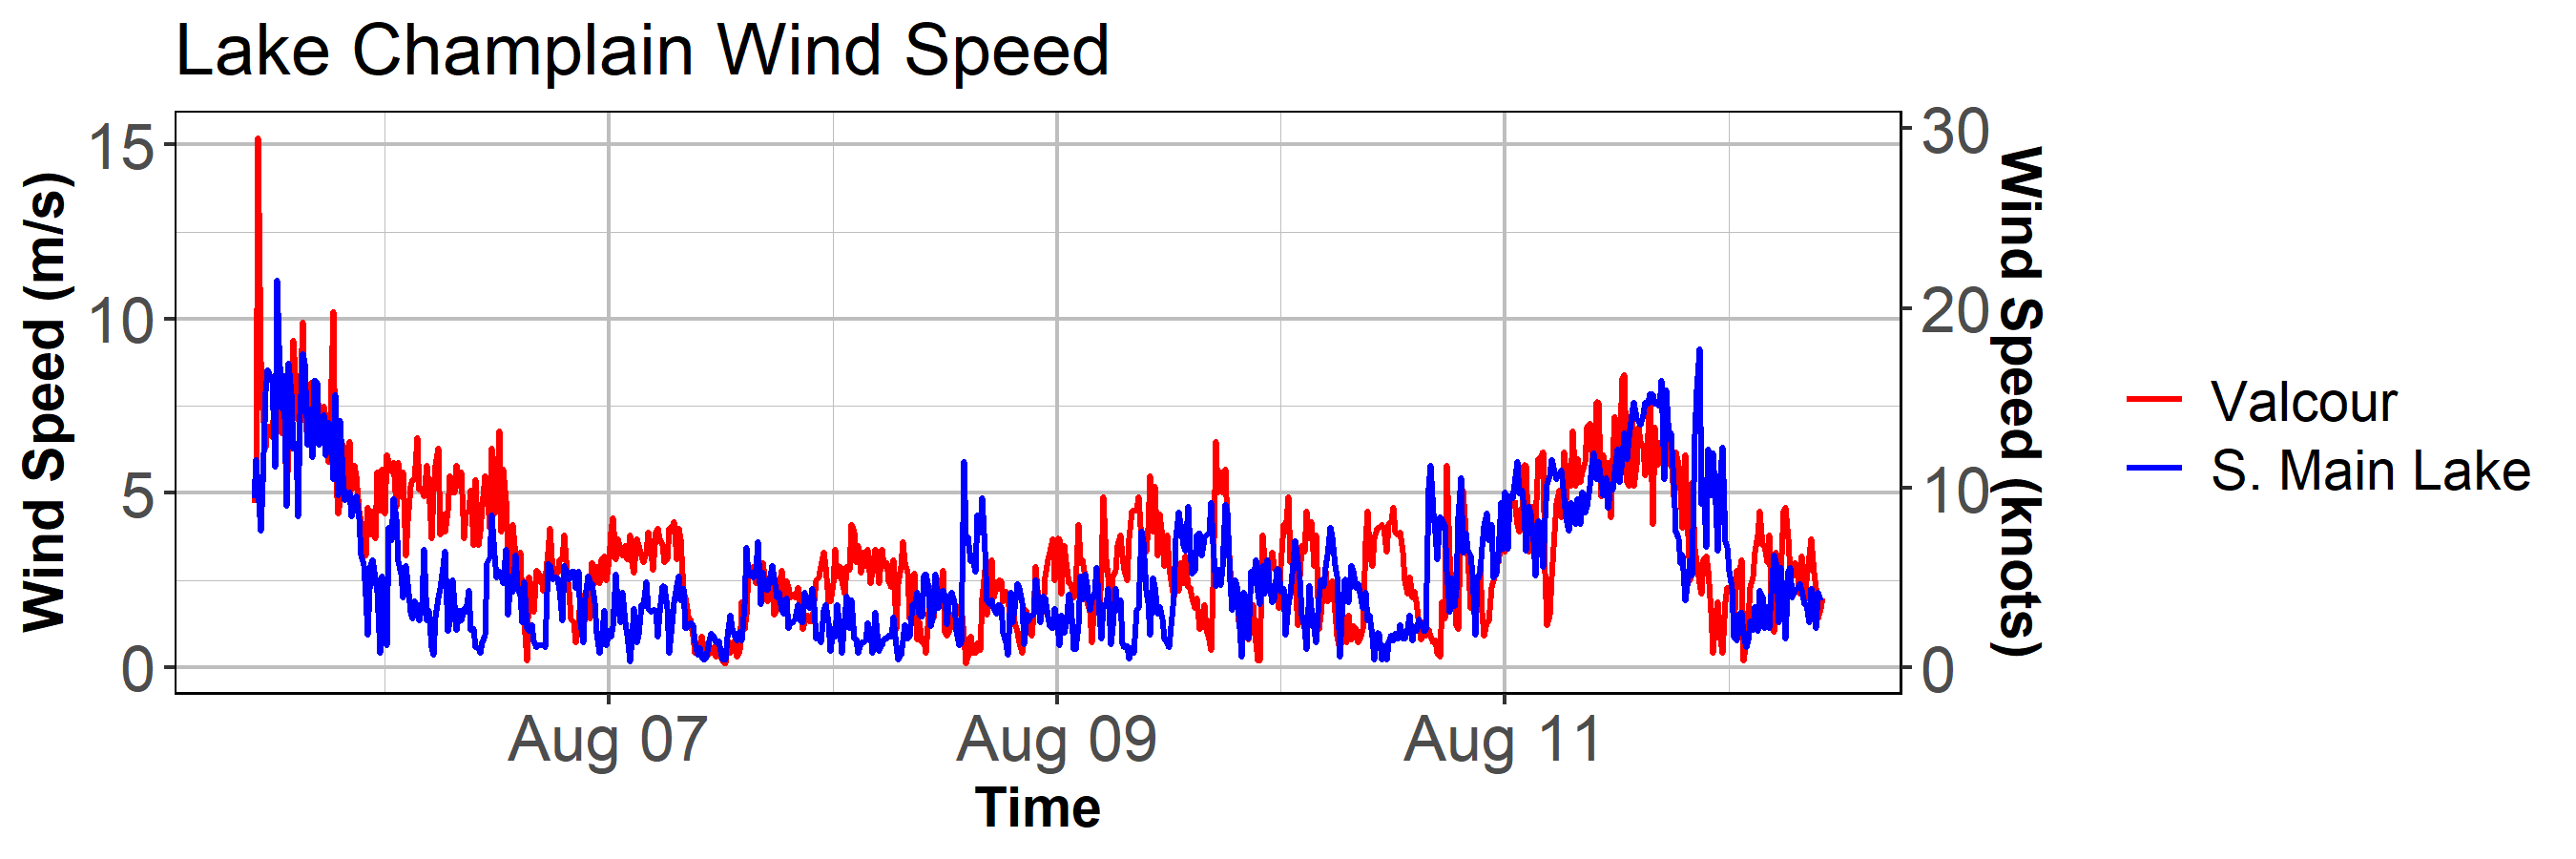 Lake Champlain Wind Speed
Wind Speed (m/s)
15
10
5
0
30
20
10
0
Wind Speed (knots)
Aug 07
Aug 09
Aug 11
Time
Valcour
S. Main Lake